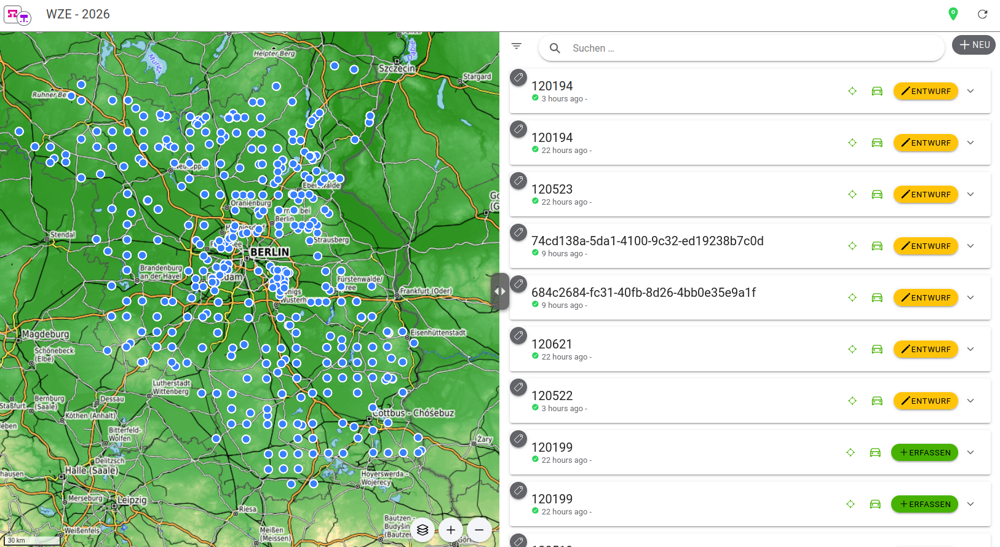 WZE - 2026
Suchen ...
NEU
120194
3 hours ago -
ENTWURF
120194
22 hours ago -
ENTWURF
120523
22 hours ago -
ENTWURF
74cd138a-5da1-4100-9c32-ed19238b7c0d
9 hours ago -
ENTWURF
684c2684-fc31-40fb-8d26-4bb0e35e9a1f
9 hours ago -
ENTWURF
120621
22 hours ago -
ENTWURF
120522
3 hours ago -
ENTWURF
120199
22 hours ago -
ERFASSEN
120199
22 hours ago -
ERFASSEN
Helpter Berg
Szczecin
Stargard
Ruhner Be
Müritz
Eberswalde
Oranienburg
bei
Berlin
Stendal
Strausberg
BERLIN
Brandenburg
an der Havel
Fürstenwalde/
Frankfurt (Oder)
Magdeburg
Eisenhüttenstadt
Schönebeck
(Elbe)
Lutherstadt
Wittenberg
Bernburg
(Saale)
Dessau
Staßfurt
Köthen (Anhalt)
Cottbus - Chóśebuz
Bitterfeld-
Wolfen
Żary
Delitzsch
Halle (Saale)
Hoyerswerda -
Wojerecy
Merseburg
Leipzig
Riesa
Bautzen -
Budyšin
(Bautzen
Weißenfels
Meißen
(Meissen)
30 km